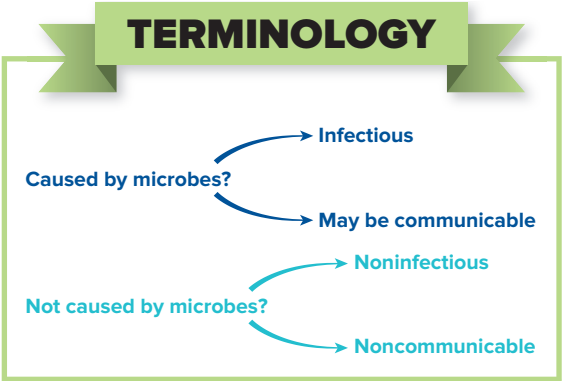 TERMINOLOGY
Infectious
Caused by microbes?
May be communicable
Noninfectious
Not caused by microbes?
Noncommunicable